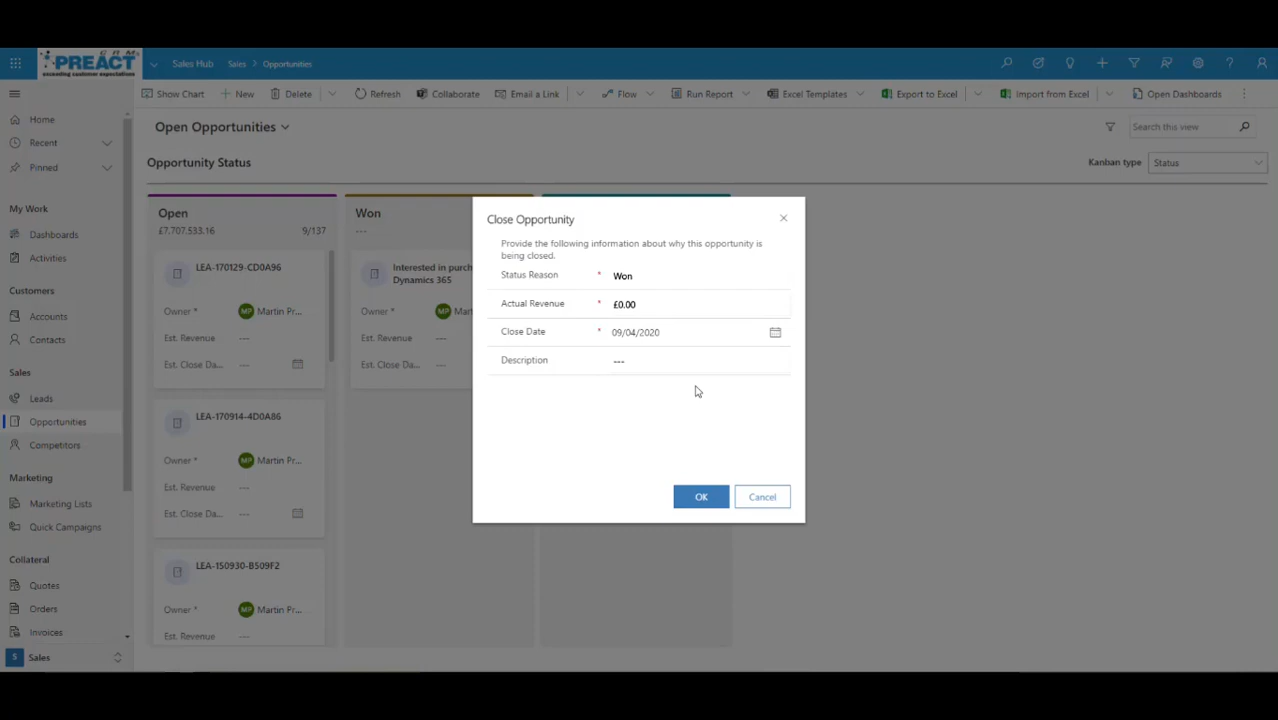 CRM
PREACT
exceeding customer expectations
Sales Hub
Sales > Opportunities
Show Chart
New
Delete
Refresh
Collaborate
Email a Link
Flow
Run Report
Excel Templates
Export to Excel
Import from Excel
Open Dashboards
Home
Recent
Pinned
My Work
Dashboards
Activities
Customers
Accounts
Contacts
Sales
Leads
Opportunities
Competitors
Marketing
Marketing Lists
Quick Campaigns
Collateral
Quotes
Orders
Invoices
S Sales
Open Opportunities
Search this view
Opportunity Status
Kanban type Status
Open
£7,707,533.16 9/137
LEA-170129-CD0A96
Owner * MP Martin Pr...
Est. Revenue ---
Est. Close Da... ---
LEA-170914-4D0A86
Owner * MP Martin Pr...
Est. Revenue ---
Est. Close Da... ---
LEA-150930-B509F2
Owner * MP Martin Pr...
Est. Revenue ---
Won
---
Interested in purch
Dynamics 365
Owner * MP Mar
Est. Revenue ---
Est. Close Da... ---
Close Opportunity
Provide the following information about why this opportunity is
being closed.
Status Reason * Won
Actual Revenue * £0.00
Close Date * 09/04/2020
Description ---
OK
Cancel